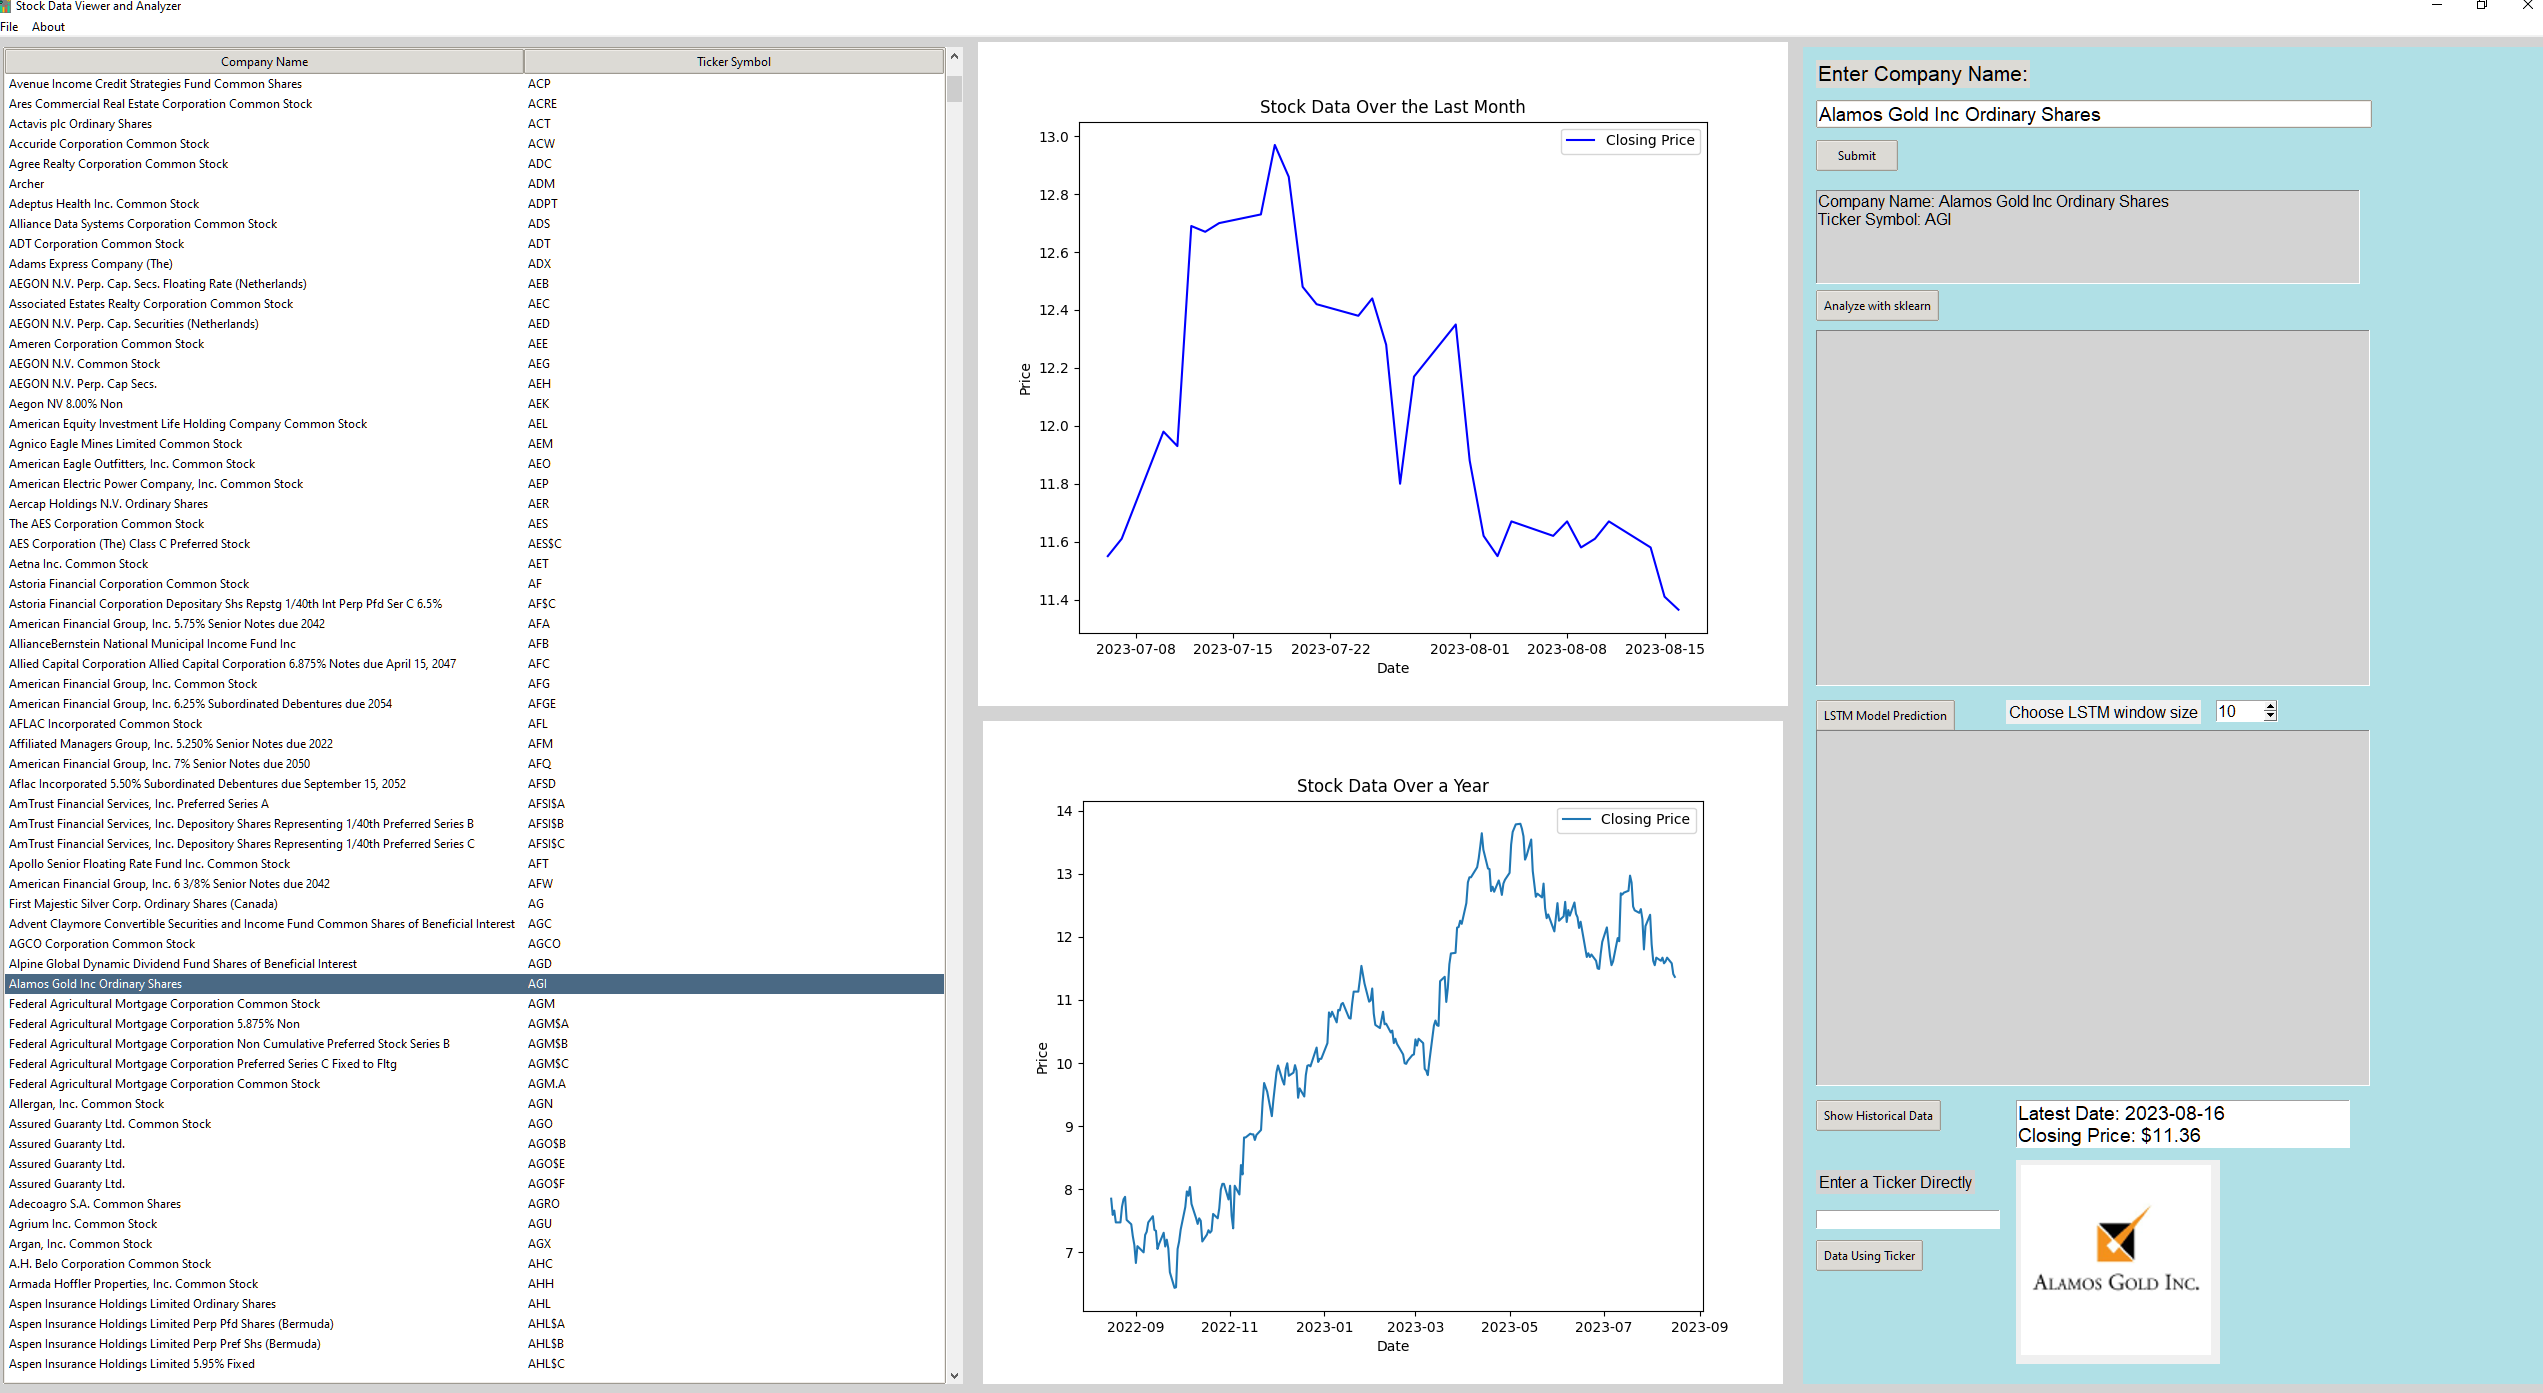 Stock Data Viewer and Analyzer
File About
Company Name Ticker Symbol
Avenue Income Credit Strategies Fund Common Shares ACP
Ares Commercial Real Estate Corporation Common Stock ACRE
Actavis plc Ordinary Shares ACT
Accuride Corporation Common Stock ACW
Agree Realty Corporation Common Stock ADC
Archer ADM
Adeptus Health Inc. Common Stock ADPT
Alliance Data Systems Corporation Common Stock ADS
ADT Corporation Common Stock ADT
Adams Express Company (The) ADX
AEGON N.V. Perp. Cap. Secs. Floating Rate (Netherlands) AEB
Associated Estates Realty Corporation Common Stock AEC
AEGON N.V. Perp. Cap. Securities (Netherlands) AED
Ameren Corporation Common Stock AEE
AEGON N.V. Common Stock AEG
AEGON N.V. Perp. Cap Secs. AEH
Aegon NV 8.00% Non AEK
American Equity Investment Life Holding Company Common Stock AEL
Agnico Eagle Mines Limited Common Stock AEM
American Eagle Outfitters, Inc. Common Stock AEO
American Electric Power Company, Inc. Common Stock AEP
Aercap Holdings N.V. Ordinary Shares AER
The AES Corporation Common Stock AES
AES Corporation (The) Class C Preferred Stock AES$C
Aetna Inc. Common Stock AET
Astoria Financial Corporation Common Stock AF
Astoria Financial Corporation Depositary Shs Repstg 1/40th Int Perp Pfd Ser C 6.5% AF$C
American Financial Group, Inc. 5.75% Senior Notes due 2042 AFA
AllianceBernstein National Municipal Income Fund Inc AFB
Allied Capital Corporation Allied Capital Corporation 6.875% Notes due April 15, 2047 AFC
American Financial Group, Inc. Common Stock AFG
American Financial Group, Inc. 6.25% Subordinated Debentures due 2054 AFGE
AFLAC Incorporated Common Stock AFL
Affiliated Managers Group, Inc. 5.250% Senior Notes due 2022 AFM
American Financial Group, Inc. 7% Senior Notes due 2050 AFQ
Aflac Incorporated 5.50% Subordinated Debentures due September 15, 2052 AFSD
AmTrust Financial Services, Inc. Preferred Series A AFSI$A
AmTrust Financial Services, Inc. Depository Shares Representing 1/40th Preferred Series B AFSI$B
AmTrust Financial Services, Inc. Depository Shares Representing 1/40th Preferred Series C AFSI$C
Apollo Senior Floating Rate Fund Inc. Common Stock AFT
American Financial Group, Inc. 6 3/8% Senior Notes due 2042 AFW
First Majestic Silver Corp. Ordinary Shares (Canada) AG
Advent Claymore Convertible Securities and Income Fund Common Shares of Beneficial Interest AGC
AGCO Corporation Common Stock AGCO
Alpine Global Dynamic Dividend Fund Shares of Beneficial Interest AGD
Alamos Gold Inc Ordinary Shares AGI
Federal Agricultural Mortgage Corporation Common Stock AGM
Federal Agricultural Mortgage Corporation 5.875% Non AGM$A
Federal Agricultural Mortgage Corporation Non Cumulative Preferred Stock Series B AGM$B
Federal Agricultural Mortgage Corporation Preferred Series C Fixed to Fltg AGM$C
Federal Agricultural Mortgage Corporation Common Stock AGM.A
Allergan, Inc. Common Stock AGN
Assured Guaranty Ltd. Common Stock AGO
Assured Guaranty Ltd. AGO$B
Assured Guaranty Ltd. AGO$E
Assured Guaranty Ltd. AGO$F
Adecoagro S.A. Common Shares AGRO
Agrium Inc. Common Stock AGU
Argan, Inc. Common Stock AGX
A.H. Belo Corporation Common Stock AHC
Armada Hoffler Properties, Inc. Common Stock AHH
Aspen Insurance Holdings Limited Ordinary Shares AHL
Aspen Insurance Holdings Limited Perp Pfd Shares (Bermuda) AHL$A
Aspen Insurance Holdings Limited Perp Pref Shs (Bermuda) AHL$B
Aspen Insurance Holdings Limited 5.95% Fixed AHL$C
Stock Data Over the Last Month
Closing Price
13.0
12.8
12.6
12.4
12.2
12.0
11.8
11.6
11.4
Price
2023-07-08 2023-07-15 2023-07-22 2023-08-01 2023-08-08 2023-08-15
Date
Stock Data Over a Year
Closing Price
14
13
12
11
10
9
8
7
Price
2022-09 2022-11 2023-01 2023-03 2023-05 2023-07 2023-09
Date
Enter Company Name:
Alamos Gold Inc Ordinary Shares
Submit
Company Name: Alamos Gold Inc Ordinary Shares
Ticker Symbol: AGI
Analyze with sklearn
LSTM Model Prediction Choose LSTM window size 10
Show Historical Data
Latest Date: 2023-08-16
Closing Price: $11.36
Enter a Ticker Directly
Data Using Ticker
ALAMOS GOLD INC.